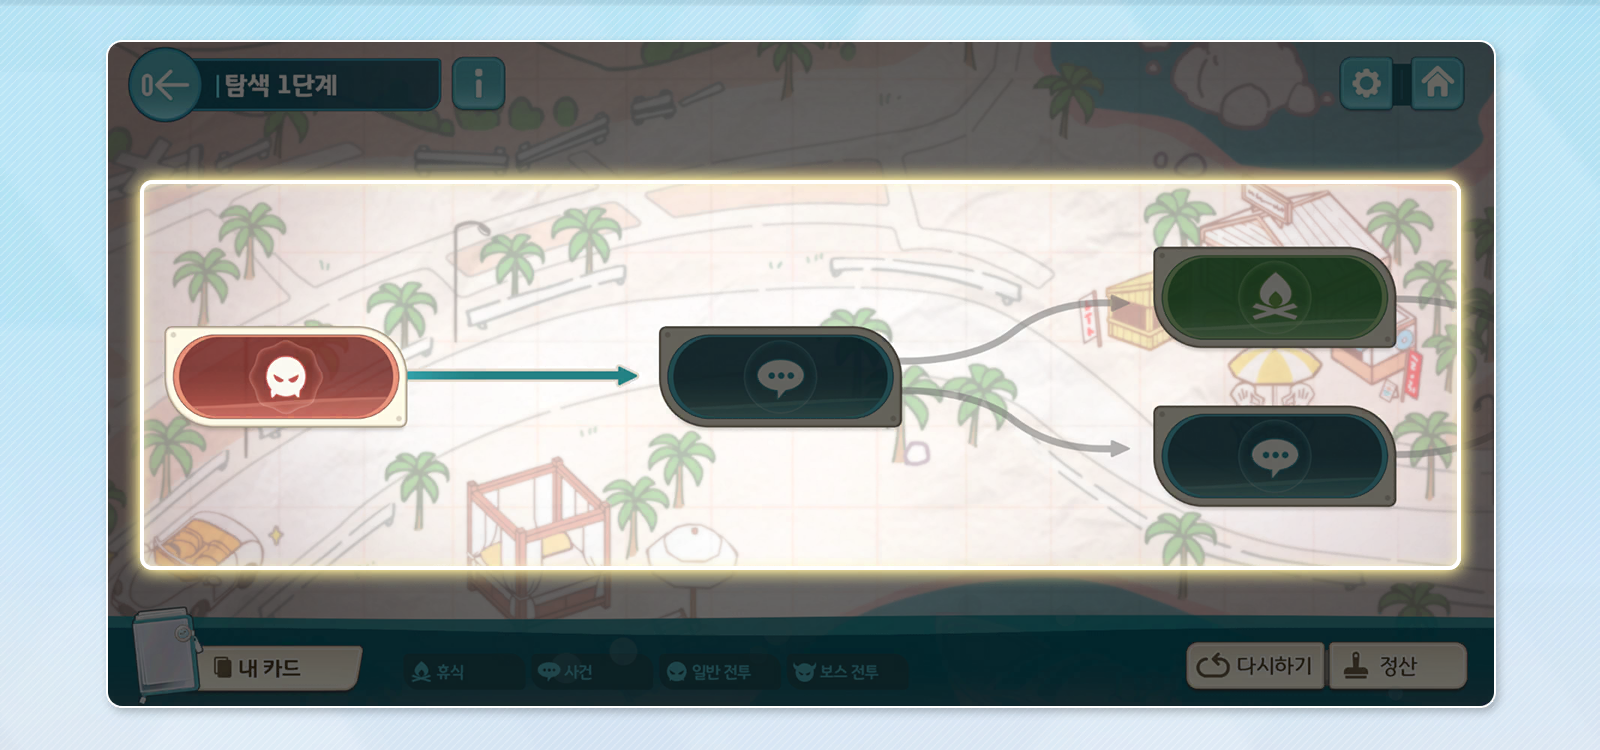 탐색 1단계
내 카드
휴식
사건
일반 전투
보스 전투
다시하기
정산